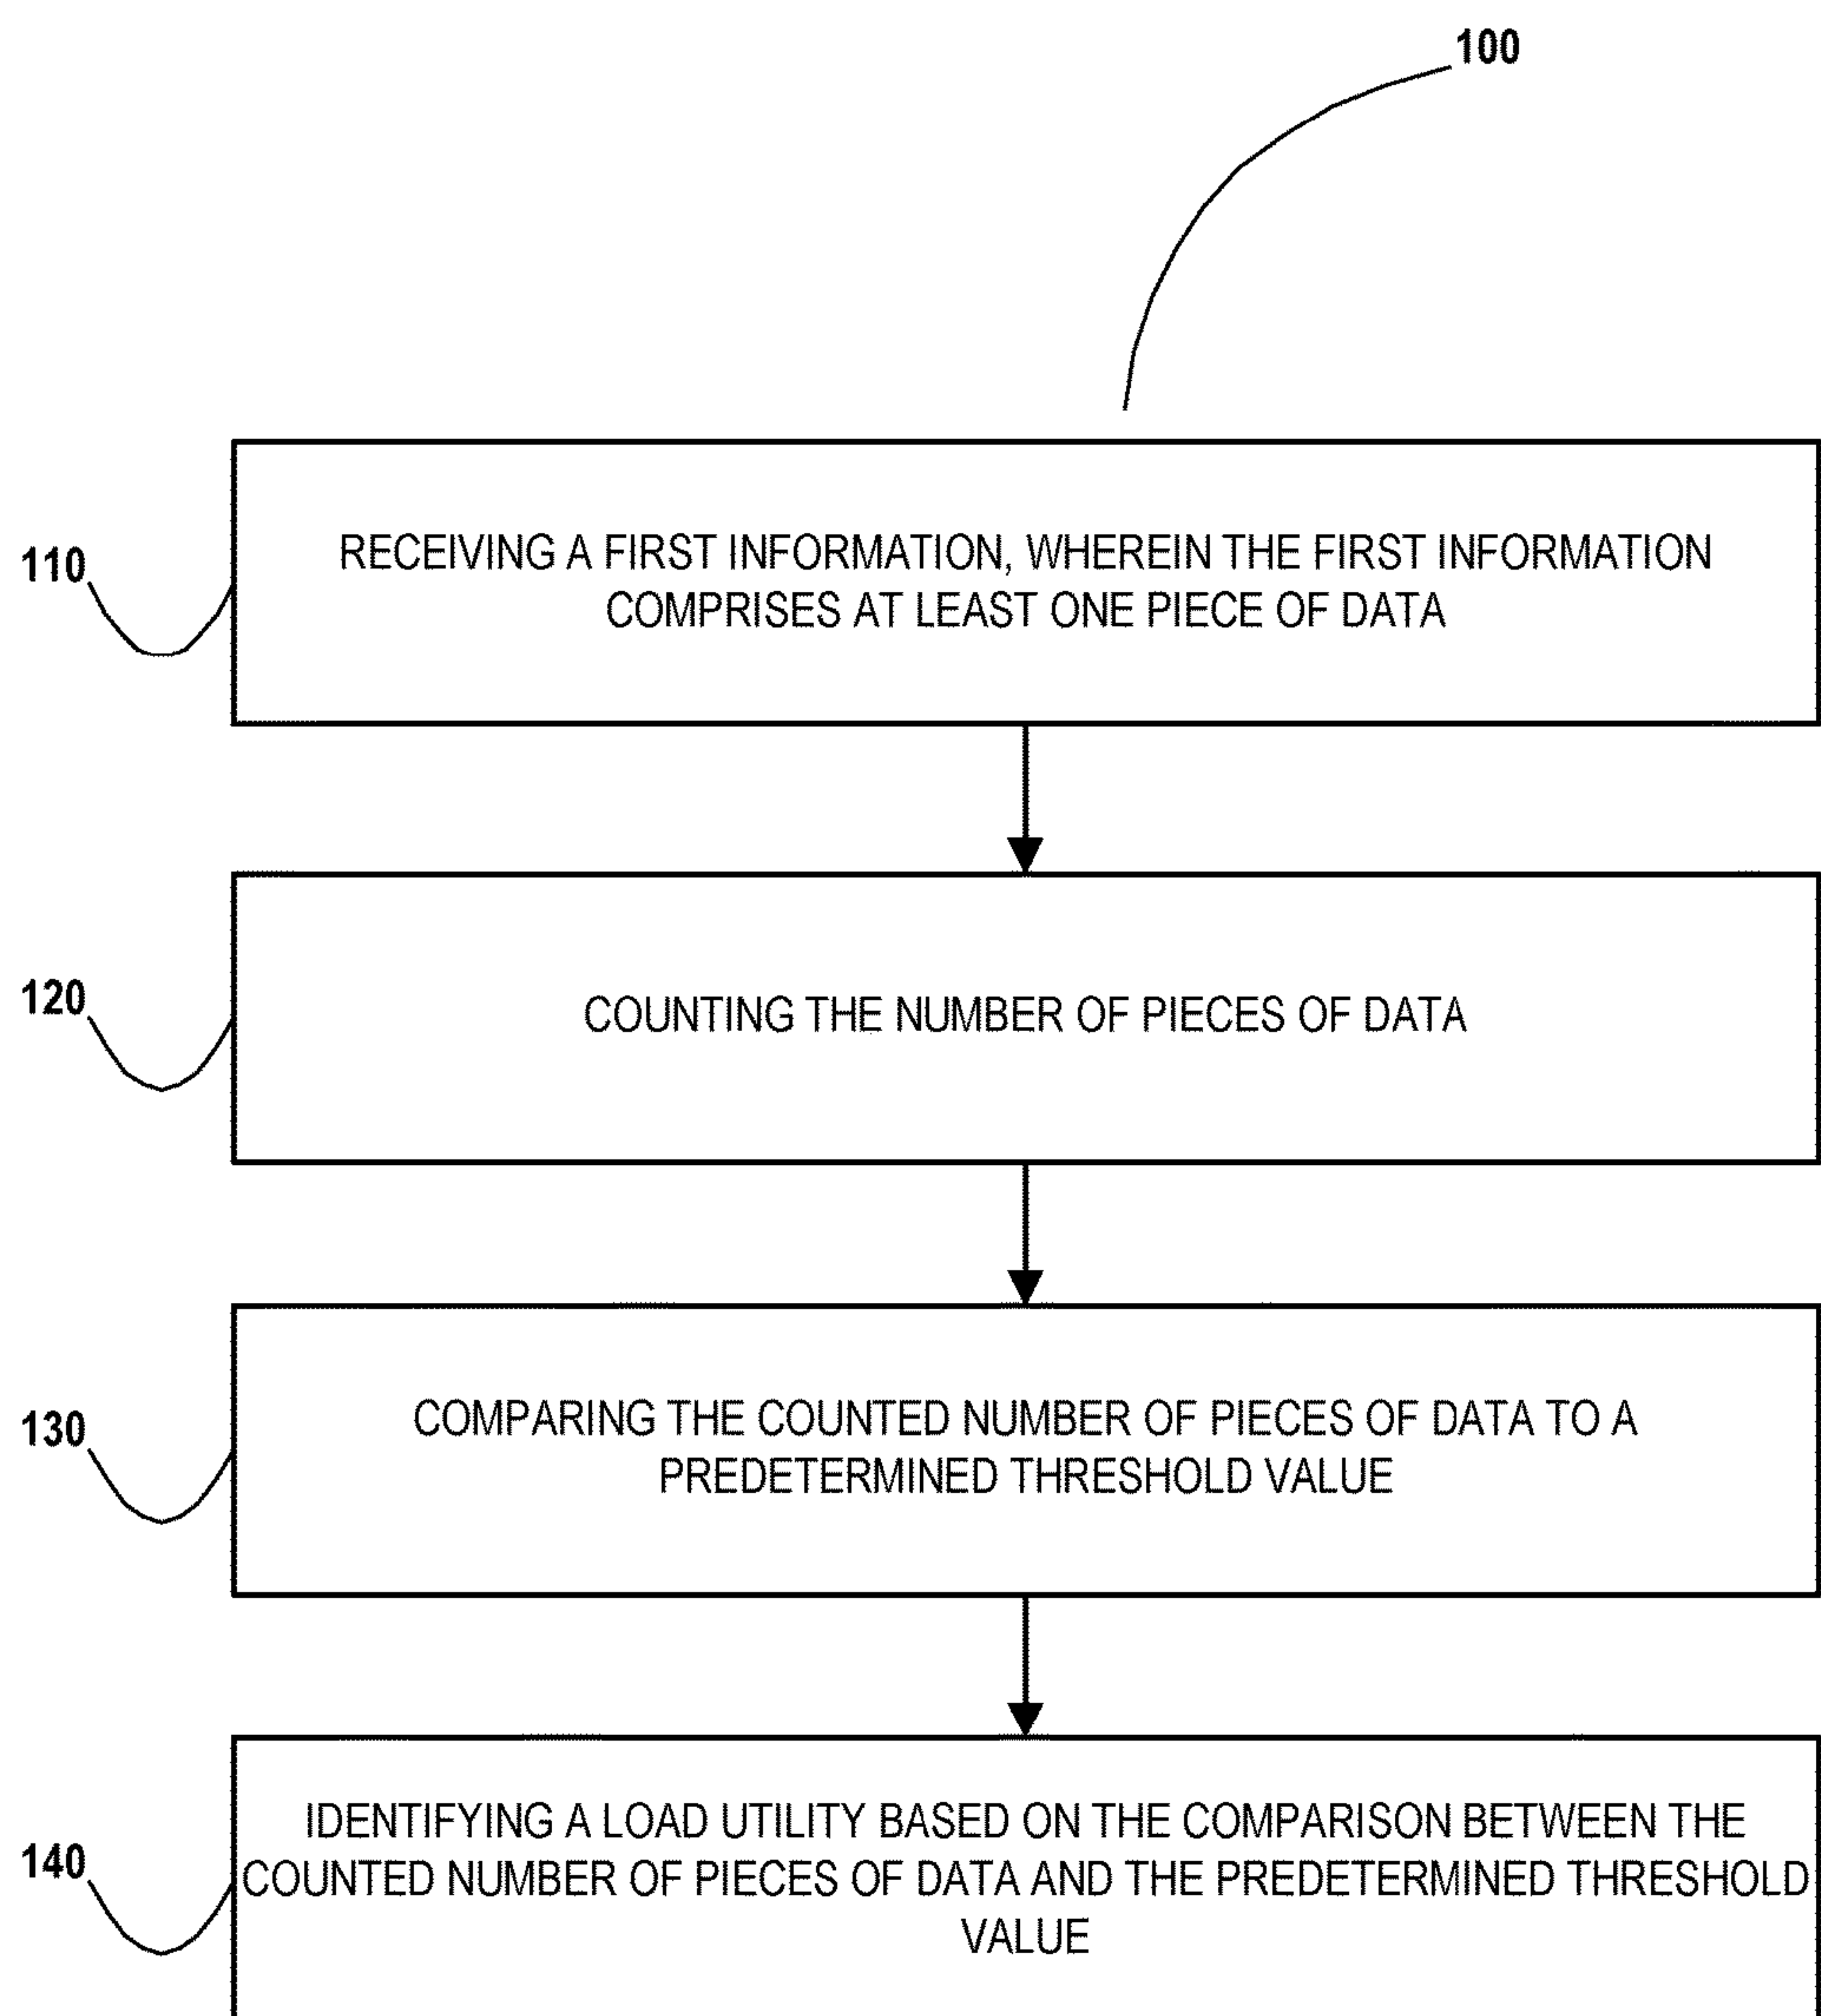 100
110
RECEIVING A FIRST INFORMATION, WHEREIN THE FIRST INFORMATION
COMPRISES AT LEAST ONE PIECE OF DATA
120
COUNTING THE NUMBER OF PIECES OF DATA
130
COMPARING THE COUNTED NUMBER OF PIECES OF DATA TO A
PREDETERMINED THRESHOLD VALUE
140
IDENTIFYING A LOAD UTILITY BASED ON THE COMPARISON BETWEEN THE
COUNTED NUMBER OF PIECES OF DATA AND THE PREDETERMINED THRESHOLD
VALUE